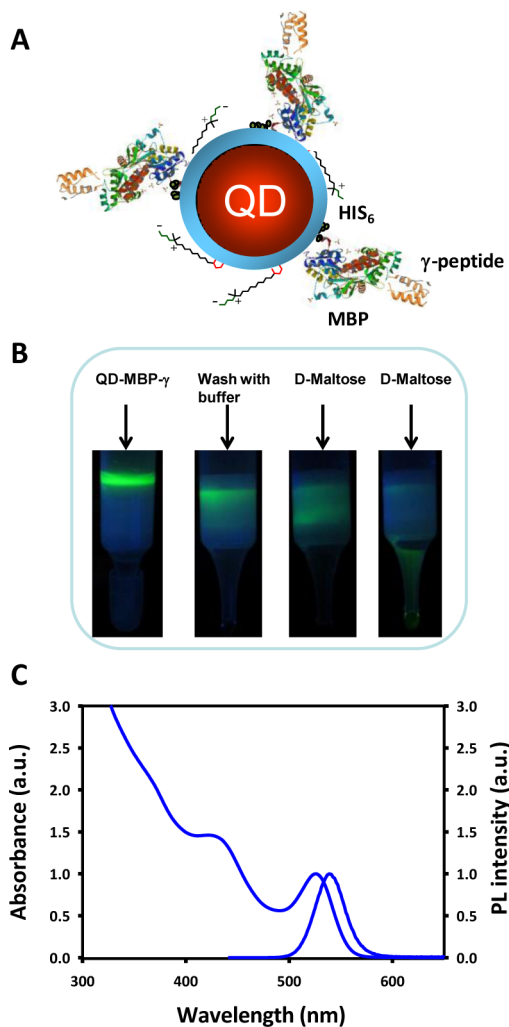 A
QD
HIS6
γ-peptide
MBP
B
QD-MBP-γ
Wash with
buffer
D-Maltose
D-Maltose
C
3.0
2.5
2.0
1.5
1.0
0.5
0.0
Absorbance (a.u.)
3.0
2.5
2.0
1.5
1.0
0.5
0.0
PL intensity (a.u.)
300
400
500
600
Wavelength (nm)